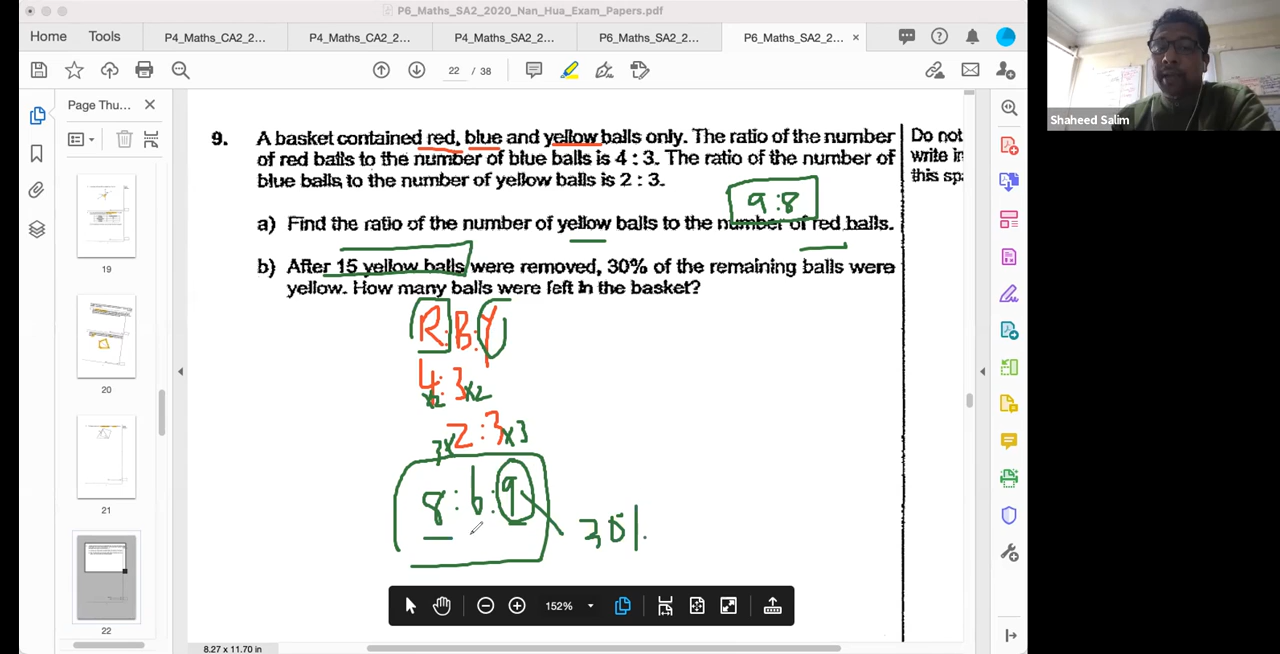 P6_Maths_SA2_2020_Nan_Hua_Exam_Papers.pdf
Home Tools P4_Maths_CA2_2... P4_Maths_CA2_2... P4_Maths_SA2_2... P6_Maths_SA2_2... P6_Maths_SA2_2... ×
22 / 38
Page Thu... ×
19
20
21
22
9. A basket contained red, blue and yellow balls only. The ratio of the number
of red balls to the number of blue balls is 4 : 3. The ratio of the number of
blue balls to the number of yellow balls is 2 : 3.
9:8
a) Find the ratio of the number of yellow balls to the number of red balls.
b) After 15 yellow balls were removed, 30% of the remaining balls were
yellow. How many balls were left in the basket?
Do not
write in
this spa
R:B:Y
4:3
x2 x2
2:3
3x x3
8:6:9
30%
152%
8.27 x 11.70 in
Shaheed Salim